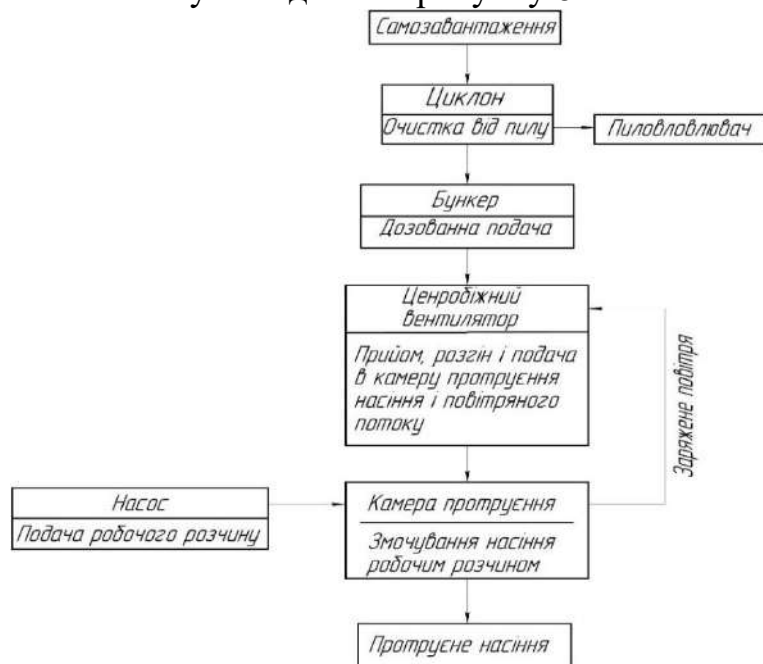 Самозавантаження
Циклон
Очистка від пилу
Пиловловлювач
Бункер
Дозованна подача
Ценробіжний
вентилятор
Прийом, розгін і подача
в камеру протруєння
насіння і повітряного
потоку
Заряжене повітря
Насос
Подача робочого розчину
Камера протруєння
Змочування насіння
робочим розчином
Протруєне насіння